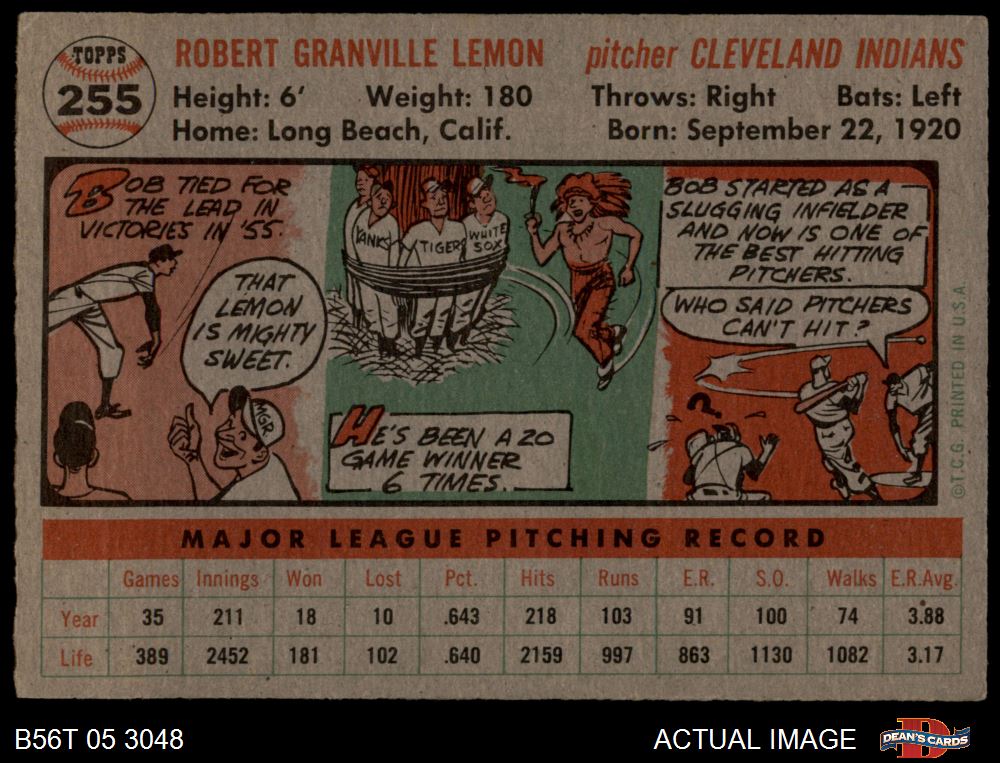 TOPPS
255
ROBERT GRANVILLE LEMON pitcher CLEVELAND INDIANS
Height: 6' Weight: 180 Throws: Right Bats: Left
Home: Long Beach, Calif. Born: September 22, 1920
BOB TIED FOR
THE LEAD IN
VICTORIES IN '55.
THAT
LEMON
IS MIGHTY
SWEET.
MGR
YANKS
TIGERS
WHITE
SOX
HE'S BEEN A 20
GAME WINNER
6 TIMES.
BOB STARTED AS A
SLUGGING INFIELDER
AND NOW IS ONE OF
THE BEST HITTING
PITCHERS.
WHO SAID PITCHERS
CAN'T HIT?
?
©T.C.G. PRINTED IN U.S.A.
MAJOR LEAGUE PITCHING RECORD
Games Innings Won Lost Pct. Hits Runs E.R. S.O. Walks E.R.Avg.
Year 35 211 18 10 .643 218 103 91 100 74 3.88
Life 389 2452 181 102 .640 2159 997 863 1130 1082 3.17
B56T 05 3048 ACTUAL IMAGE DEAN'S CARDS